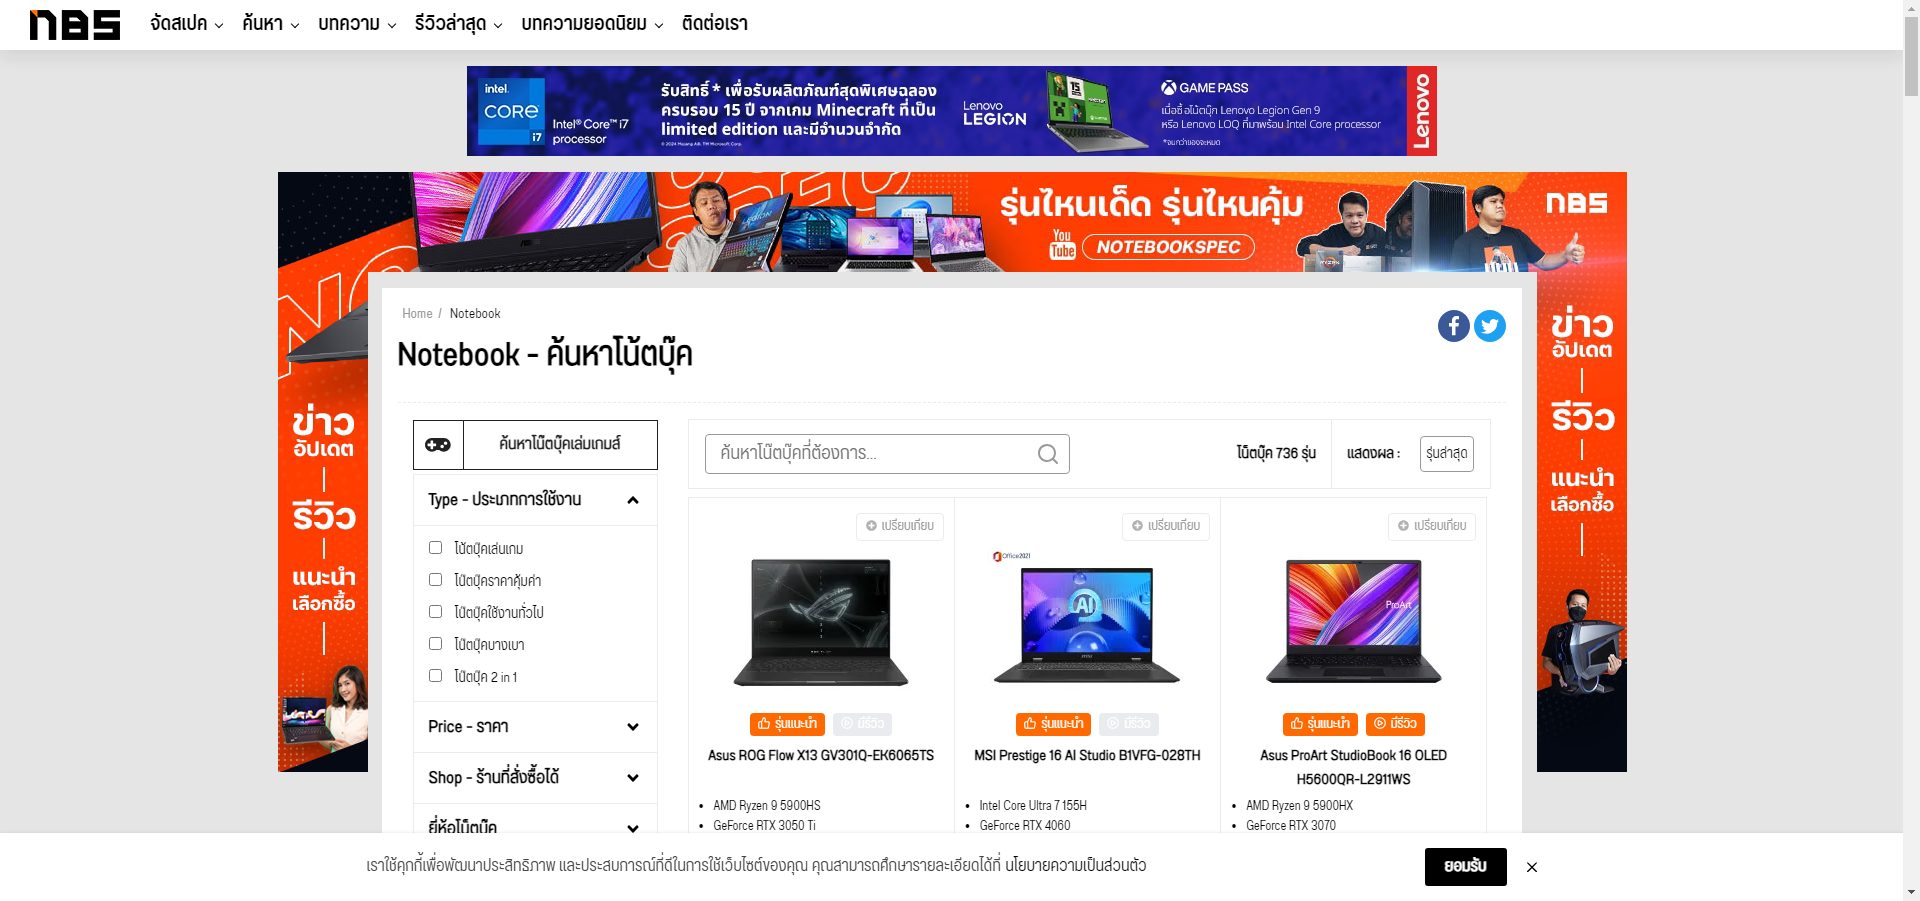 nbs
จัดสเปค
ค้นหา
บทความ
รีวิวล่าสุด
บทความยอดนิยม
ติดต่อเรา
intel.
CORE
i7
Intel® Core™ i7
processor
รับสิทธิ์ * เพื่อรับผลิตภัณฑ์สุดพิเศษฉลอง
ครบรอบ 15 ปี จากเกม Minecraft ที่เป็น
limited edition และมีจำนวนจำกัด
Lenovo
LEGION
15
GAME PASS
เมื่อซื้อโน้ตบุ๊ก Lenovo Legion Gen 9
หรือ Lenovo LOQ ที่มาพร้อม Intel Core processor
*จนกว่าของจะหมด
Lenovo
รุ่นไหนเด็ด รุ่นไหนคุ้ม
You
Tube
NOTEBOOKSPEC
LEGION
RYZEN
nbs
ข่าว
อัปเดต
รีวิว
แนะนำ
เลือกซื้อ
ข่าว
อัปเดต
รีวิว
แนะนำ
เลือกซื้อ
Home / Notebook
Notebook - ค้นหาโน้ตบุ๊ค
ค้นหาโน๊ตบุ๊คเล่มเกมส์
Type - ประเภทการใช้งาน
โน้ตบุ๊คเล่นเกม
โน้ตบุ๊คราคาคุ้มค่า
โน๊ตบุ๊คใช้งานทั่วไป
โน๊ตบุ๊คบางเบา
โน๊ตบุ๊ค 2 in 1
Price - ราคา
Shop - ร้านที่สั่งซื้อได้
ยี่ห้อโน็ตบุ๊ค
ค้นหาโน๊ตบุ๊คที่ต้องการ...
โน็ตบุ๊ค 736 รุ่น
แสดงผล :
รุ่นล่าสุด
เปรียบเทียบ
รุ่นแนะนำ
มีรีวิว
Asus ROG Flow X13 GV301Q-EK6065TS
AMD Ryzen 9 5900HS
GeForce RTX 3050 Ti
เปรียบเทียบ
Office2021
AI
รุ่นแนะนำ
มีรีวิว
MSI Prestige 16 AI Studio B1VFG-028TH
Intel Core Ultra 7 155H
GeForce RTX 4060
เปรียบเทียบ
ProArt
รุ่นแนะนำ
มีรีวิว
Asus ProArt StudioBook 16 OLED
H5600QR-L2911WS
AMD Ryzen 9 5900HX
GeForce RTX 3070
เราใช้คุกกี้เพื่อพัฒนาประสิทธิภาพ และประสบการณ์ที่ดีในการใช้เว็บไซต์ของคุณ คุณสามารถศึกษารายละเอียดได้ที่ นโยบายความเป็นส่วนตัว
ยอมรับ